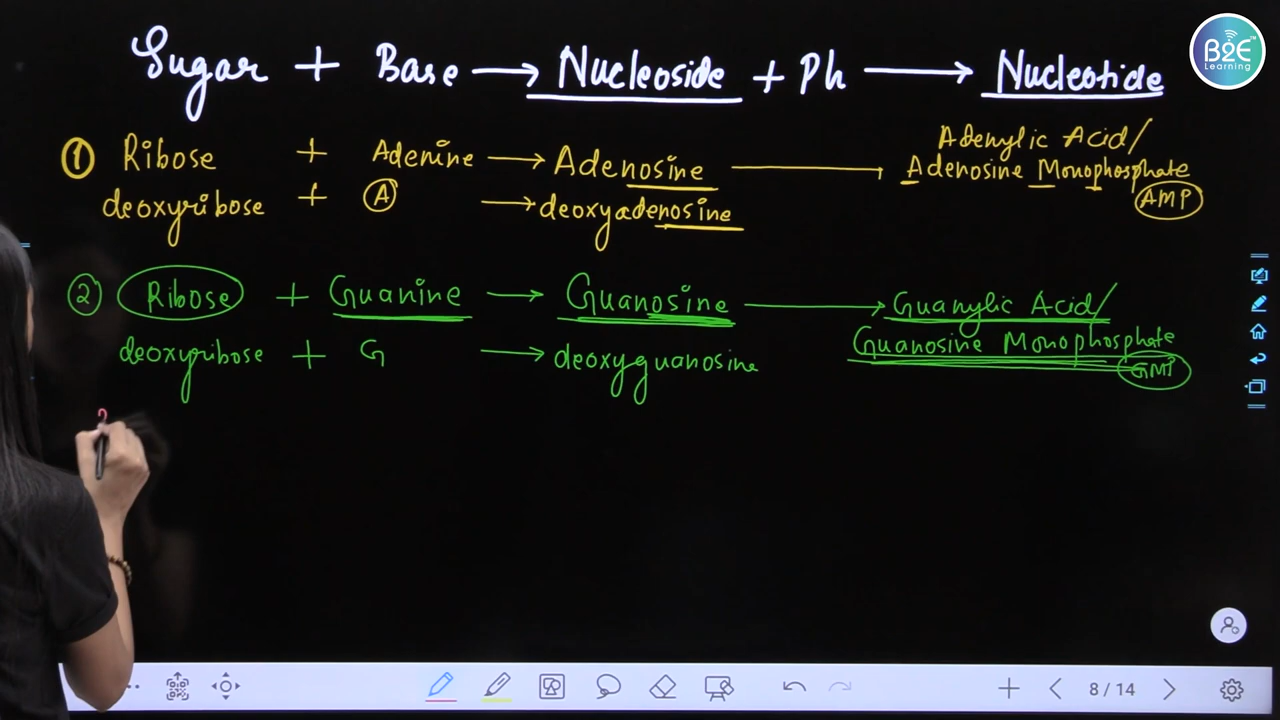 Sugar + Base → Nucleoside + Ph → Nucleotide
B2E™
Learning
Adenylic Acid/
① Ribose + Adenine → Adenosine → Adenosine Monophosphate
deoxyribose + A → deoxyadenosine
AMP
② Ribose + Guanine → Guanosine → Guanylic Acid/
Guanosine Monophosphate
deoxyribose + G → deoxyguanosine
GMP
8/14